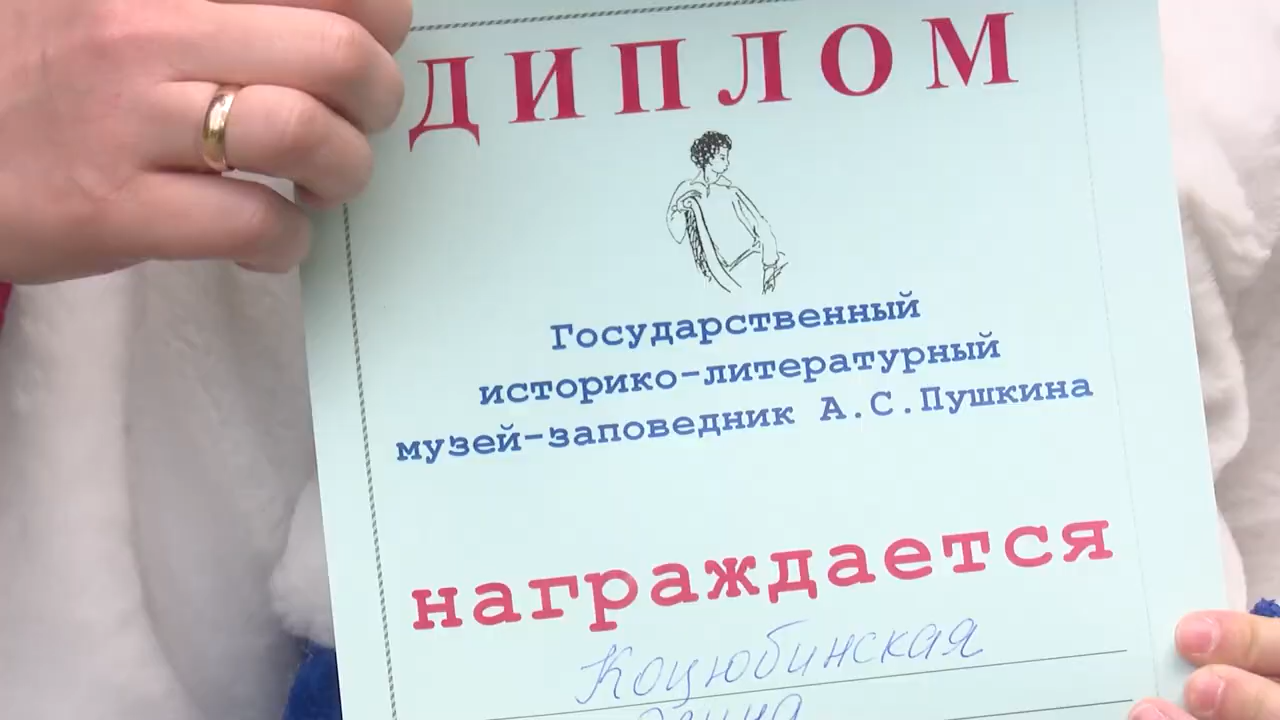 ДИПЛОМ
Государственный
историко-литературный
музей-заповедник А.С.Пушкина
награждается
Коцюбинская